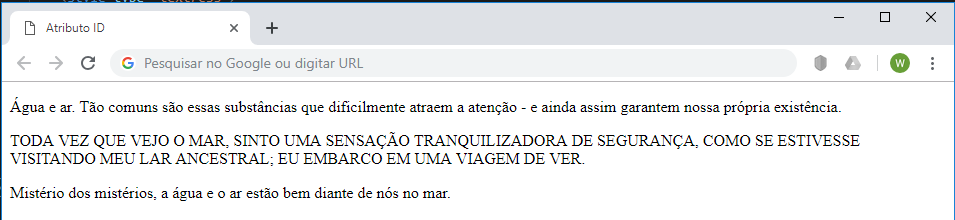 Atributo ID
Pesquisar no Google ou digitar URL
W
Água e ar. Tão comuns são essas substâncias que dificilmente atraem a atenção - e ainda assim garantem nossa própria existência.
TODA VEZ QUE VEJO O MAR, SINTO UMA SENSAÇÃO TRANQUILIZADORA DE SEGURANÇA, COMO SE ESTIVESSE
VISITANDO MEU LAR ANCESTRAL; EU EMBARCO EM UMA VIAGEM DE VER.
Mistério dos mistérios, a água e o ar estão bem diante de nós no mar.